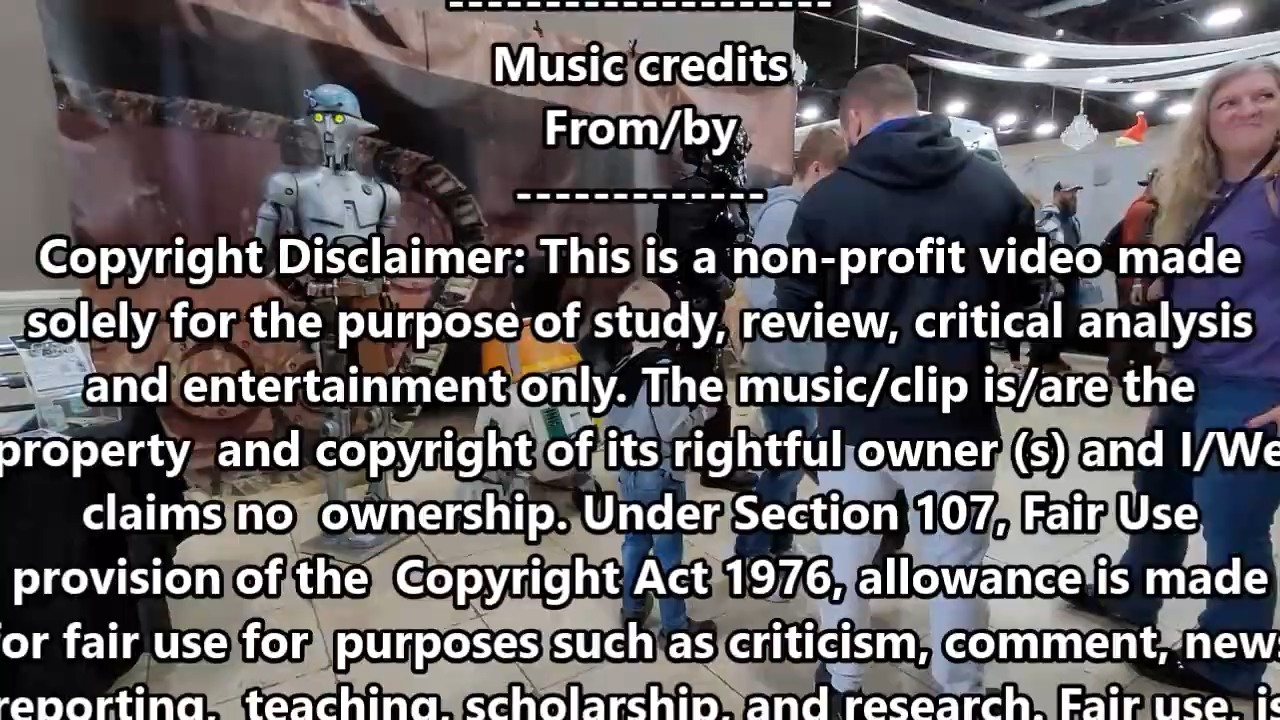 ---------------------
Music credits
From/by
-------------
Copyright Disclaimer: This is a non-profit video made
solely for the purpose of study, review, critical analysis
and entertainment only. The music/clip is/are the
property and copyright of its rightful owner (s) and I/We
claims no ownership. Under Section 107, Fair Use
provision of the Copyright Act 1976, allowance is made
for fair use for purposes such as criticism, comment, news
reporting, teaching, scholarship, and research. Fair use, is